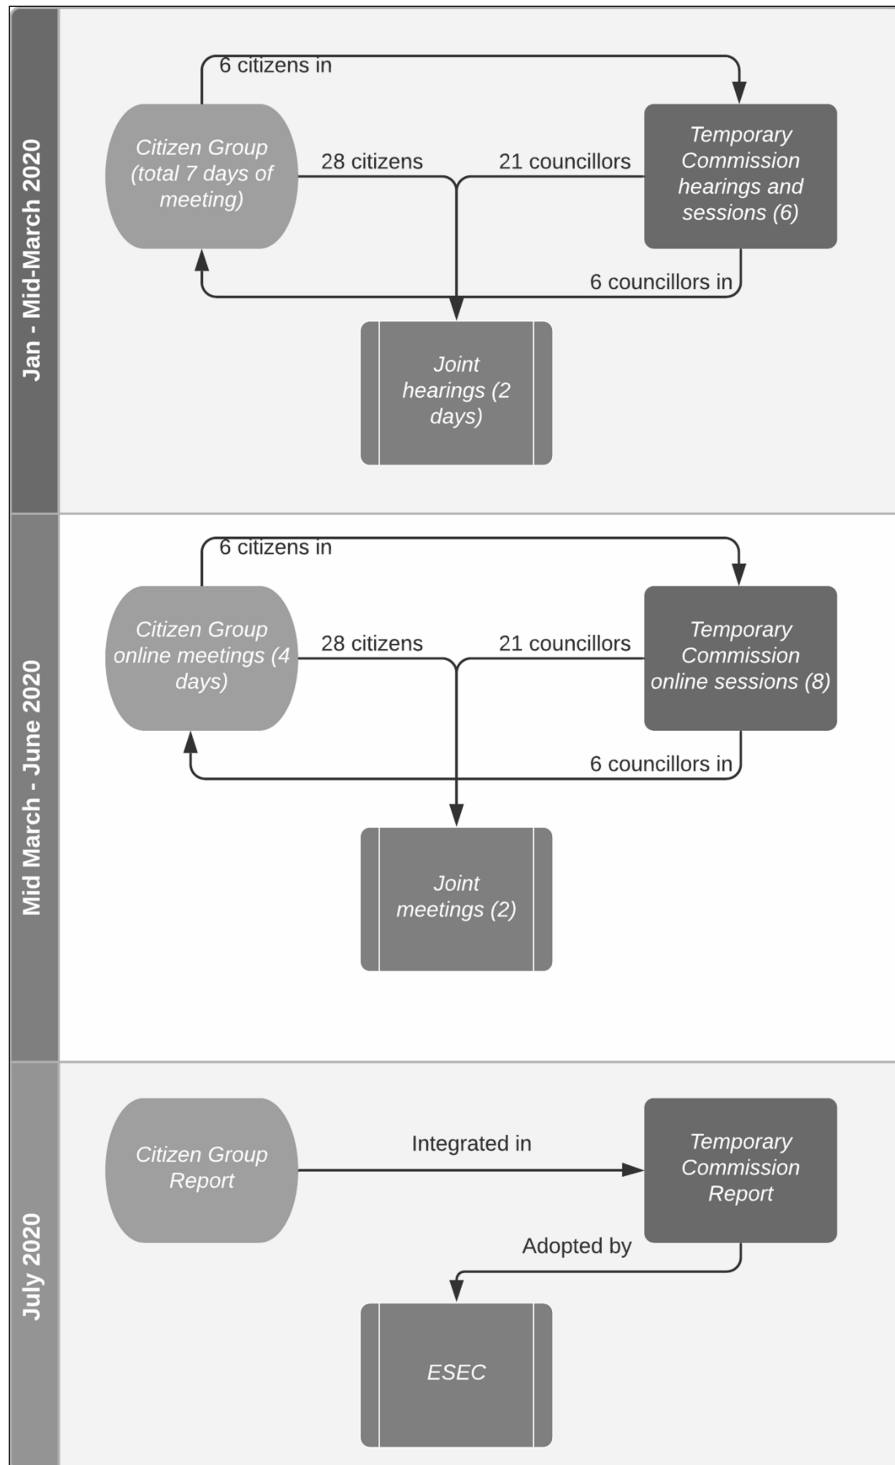 Jan - Mid-March 2020
6 citizens in
Citizen Group
(total 7 days of
meeting)
28 citizens
21 councillors
Temporary
Commission
hearings and
sessions (6)
6 councillors in
Joint
hearings (2
days)
Mid March - June 2020
6 citizens in
Citizen Group
online meetings (4
days)
28 citizens
21 councillors
Temporary
Commission
online sessions (8)
6 councillors in
Joint
meetings (2)
July 2020
Citizen Group
Report
Integrated in
Temporary
Commission
Report
Adopted by
ESEC